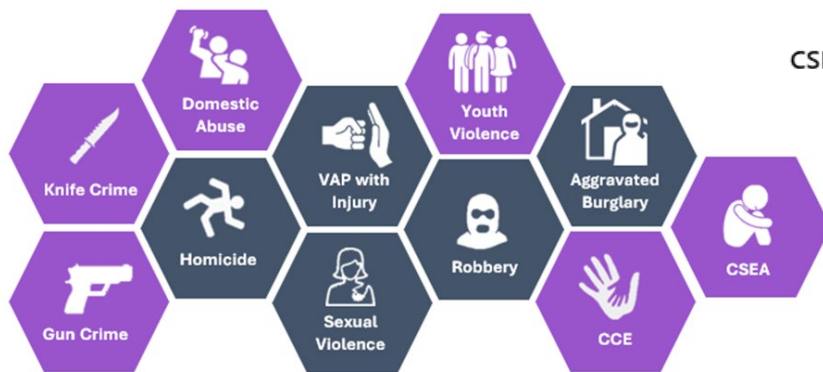 Domestic
Abuse
Youth
Violence
CSE
Knife Crime
VAP with
Injury
Aggravated
Burglary
Homicide
Robbery
CSEA
Gun Crime
Sexual
Violence
CCE